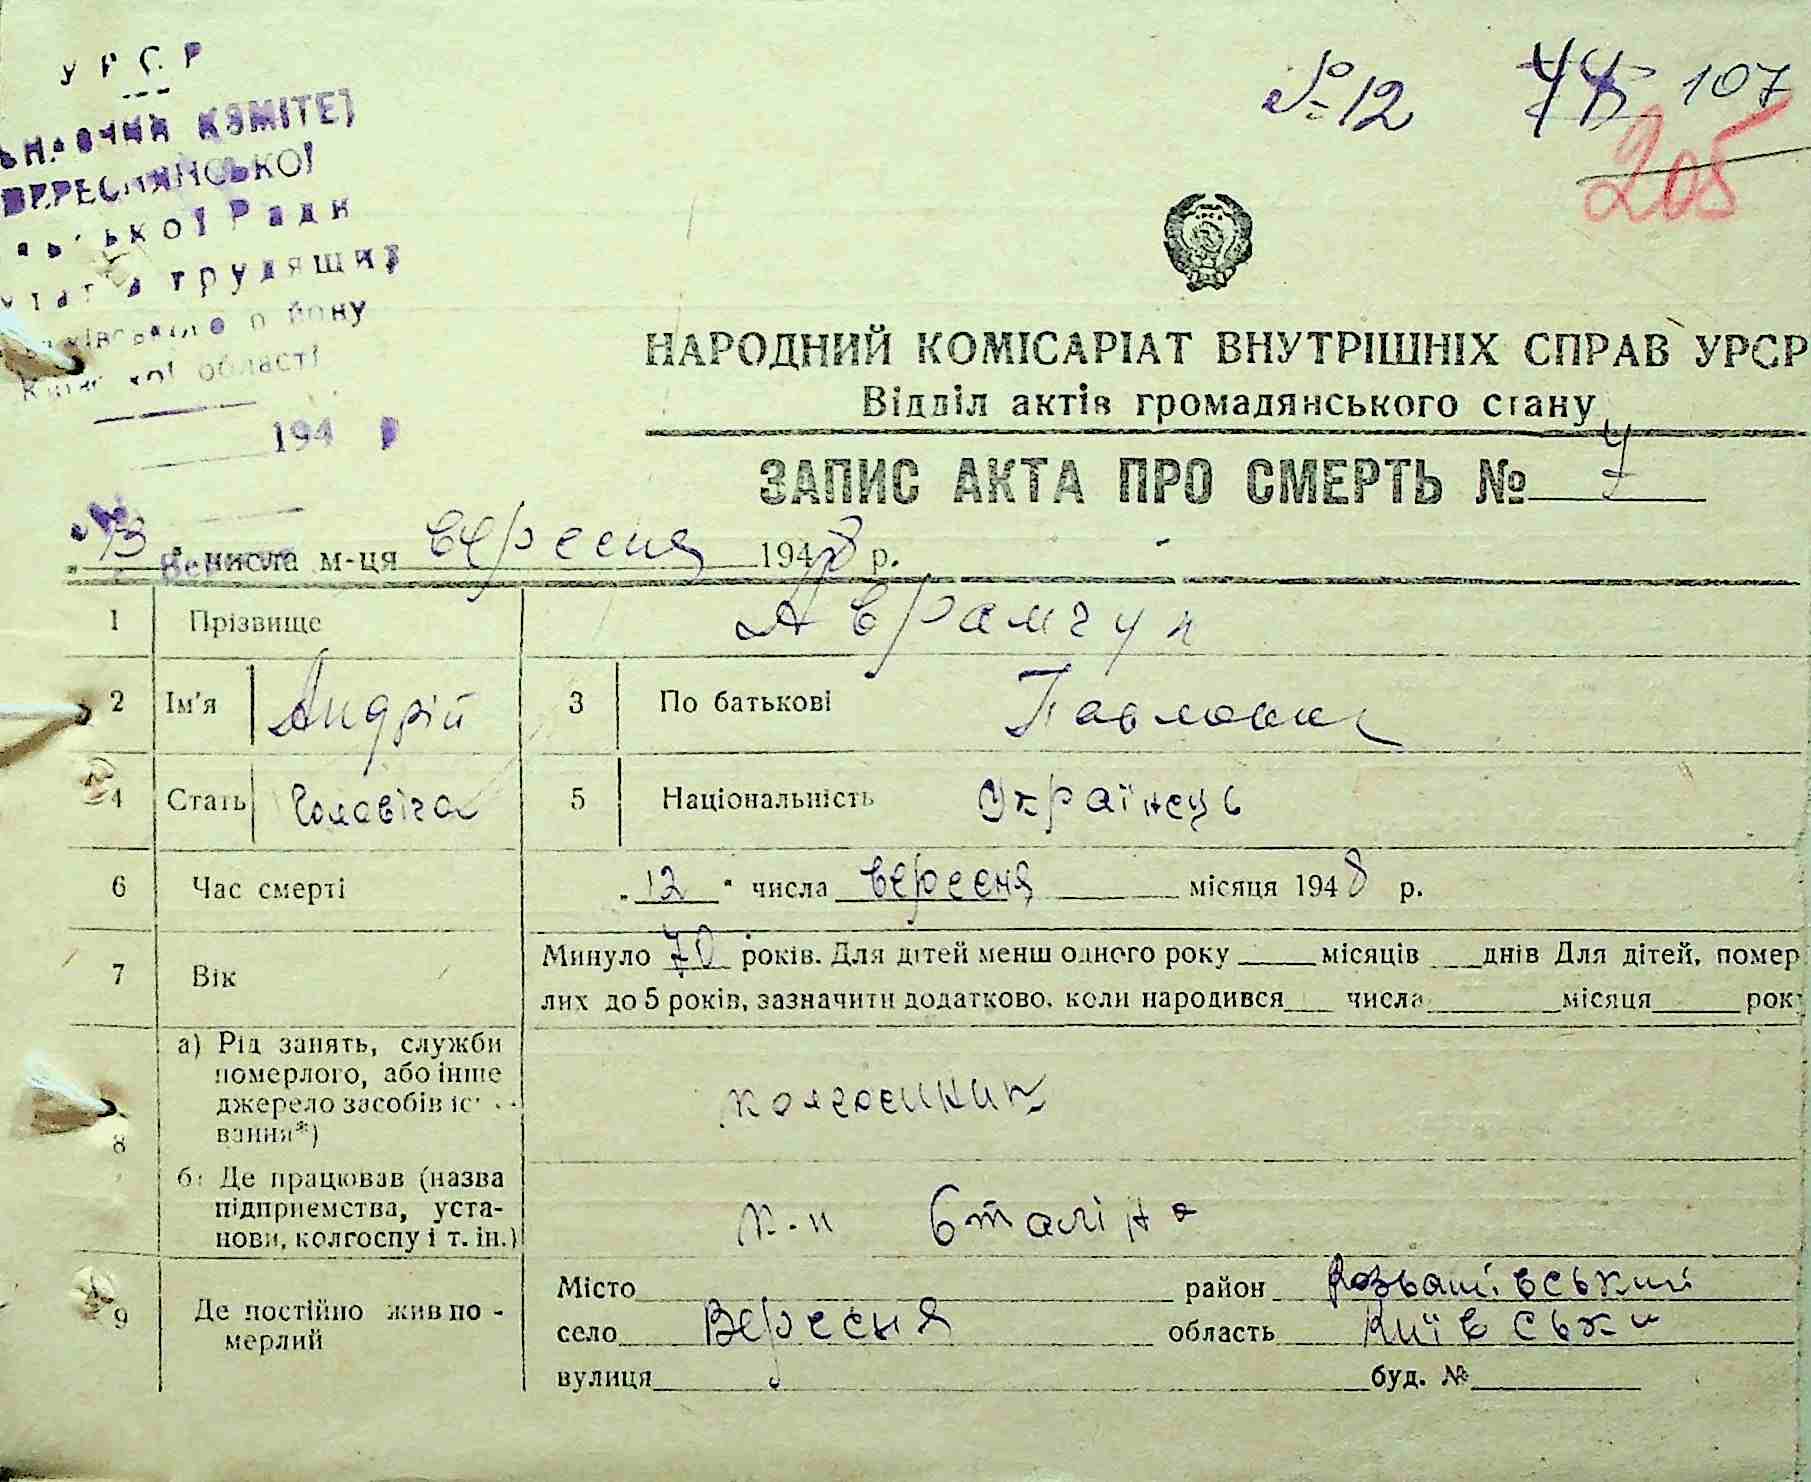 УРСР
КОМІТЕТ
ВЕРЕСНЯНСЬКОЇ
Ради
трудящих
району
Київської області
194
№ 12 107
205
НАРОДНИЙ КОМІСАРІАТ ВНУТРІШНІХ СПРАВ УРСР
Відділ актів громадянського стану
ЗАПИС АКТА ПРО СМЕРТЬ № 7
„13“ числа м-ця вересня 1948 р.
1 Прізвище Аврамчук
2 Ім'я Андрій 3 По батькові Павлович
4 Стать Чоловіча 5 Національність Українець
6 Час смерті „12“ числа вересня місяця 1948 р.
7 Вік Минуло 70 років. Для дітей менш одного року місяців днів Для дітей, помер
лих до 5 років, зазначити додатково, коли народився числа місяця рок
8 а) Рід занять, служби
померлого, або інше
джерело засобів іс
вання*) колгоспник
б) Де працював (назва
підприємства, уста-
нови, колгоспу і т. ін.) к-п Сталіна
9 Де постійно жив по-
мерлий
Місто район Розважівський
село Вересня область Київська
вулиця буд. №